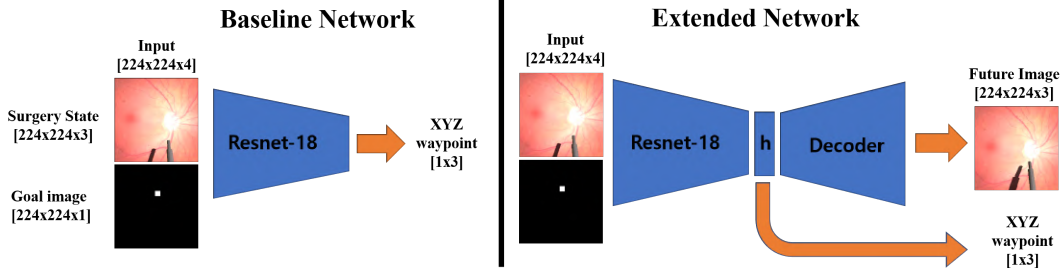 Baseline Network
Input
[224x224x4]
Surgery State
[224x224x3]
Goal image
[224x224x1]
Resnet-18
XYZ
waypoint
[1x3]
Extended Network
Input
[224x224x4]
Resnet-18
h
Decoder
Future Image
[224x224x3]
XYZ
waypoint
[1x3]